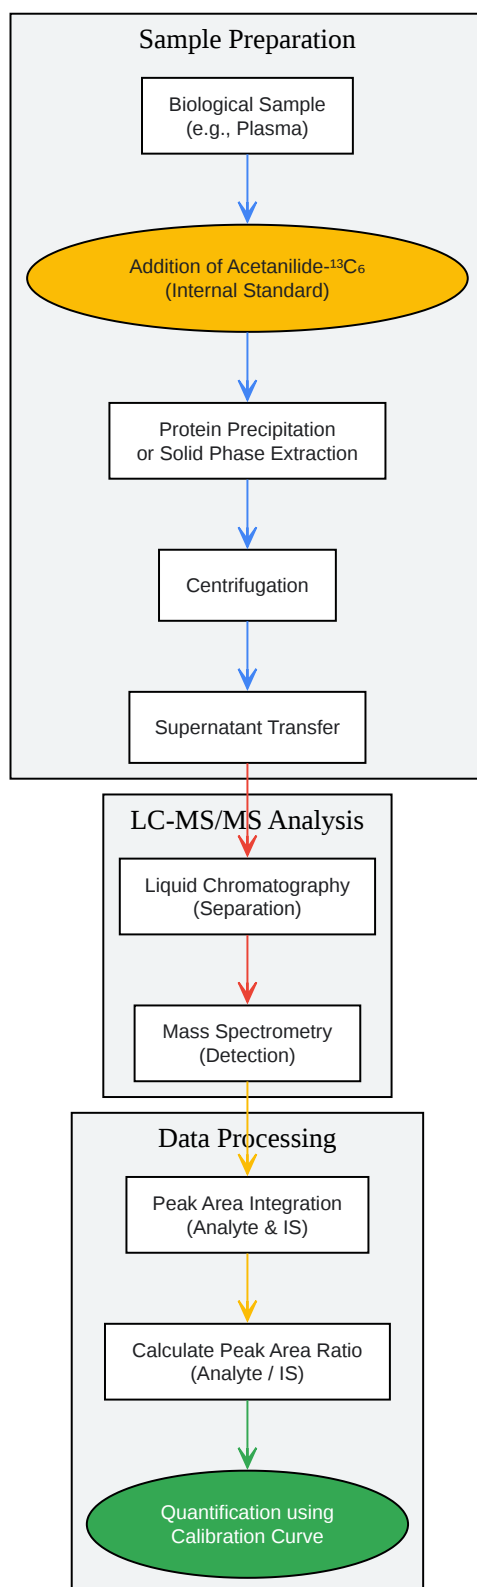 Sample Preparation
Biological Sample
(e.g., Plasma)
Addition of Acetanilide-¹³C₆
(Internal Standard)
Protein Precipitation
or Solid Phase Extraction
Centrifugation
Supernatant Transfer
LC-MS/MS Analysis
Liquid Chromatography
(Separation)
Mass Spectrometry
(Detection)
Data Processing
Peak Area Integration
(Analyte & IS)
Calculate Peak Area Ratio
(Analyte / IS)
Quantification using
Calibration Curve